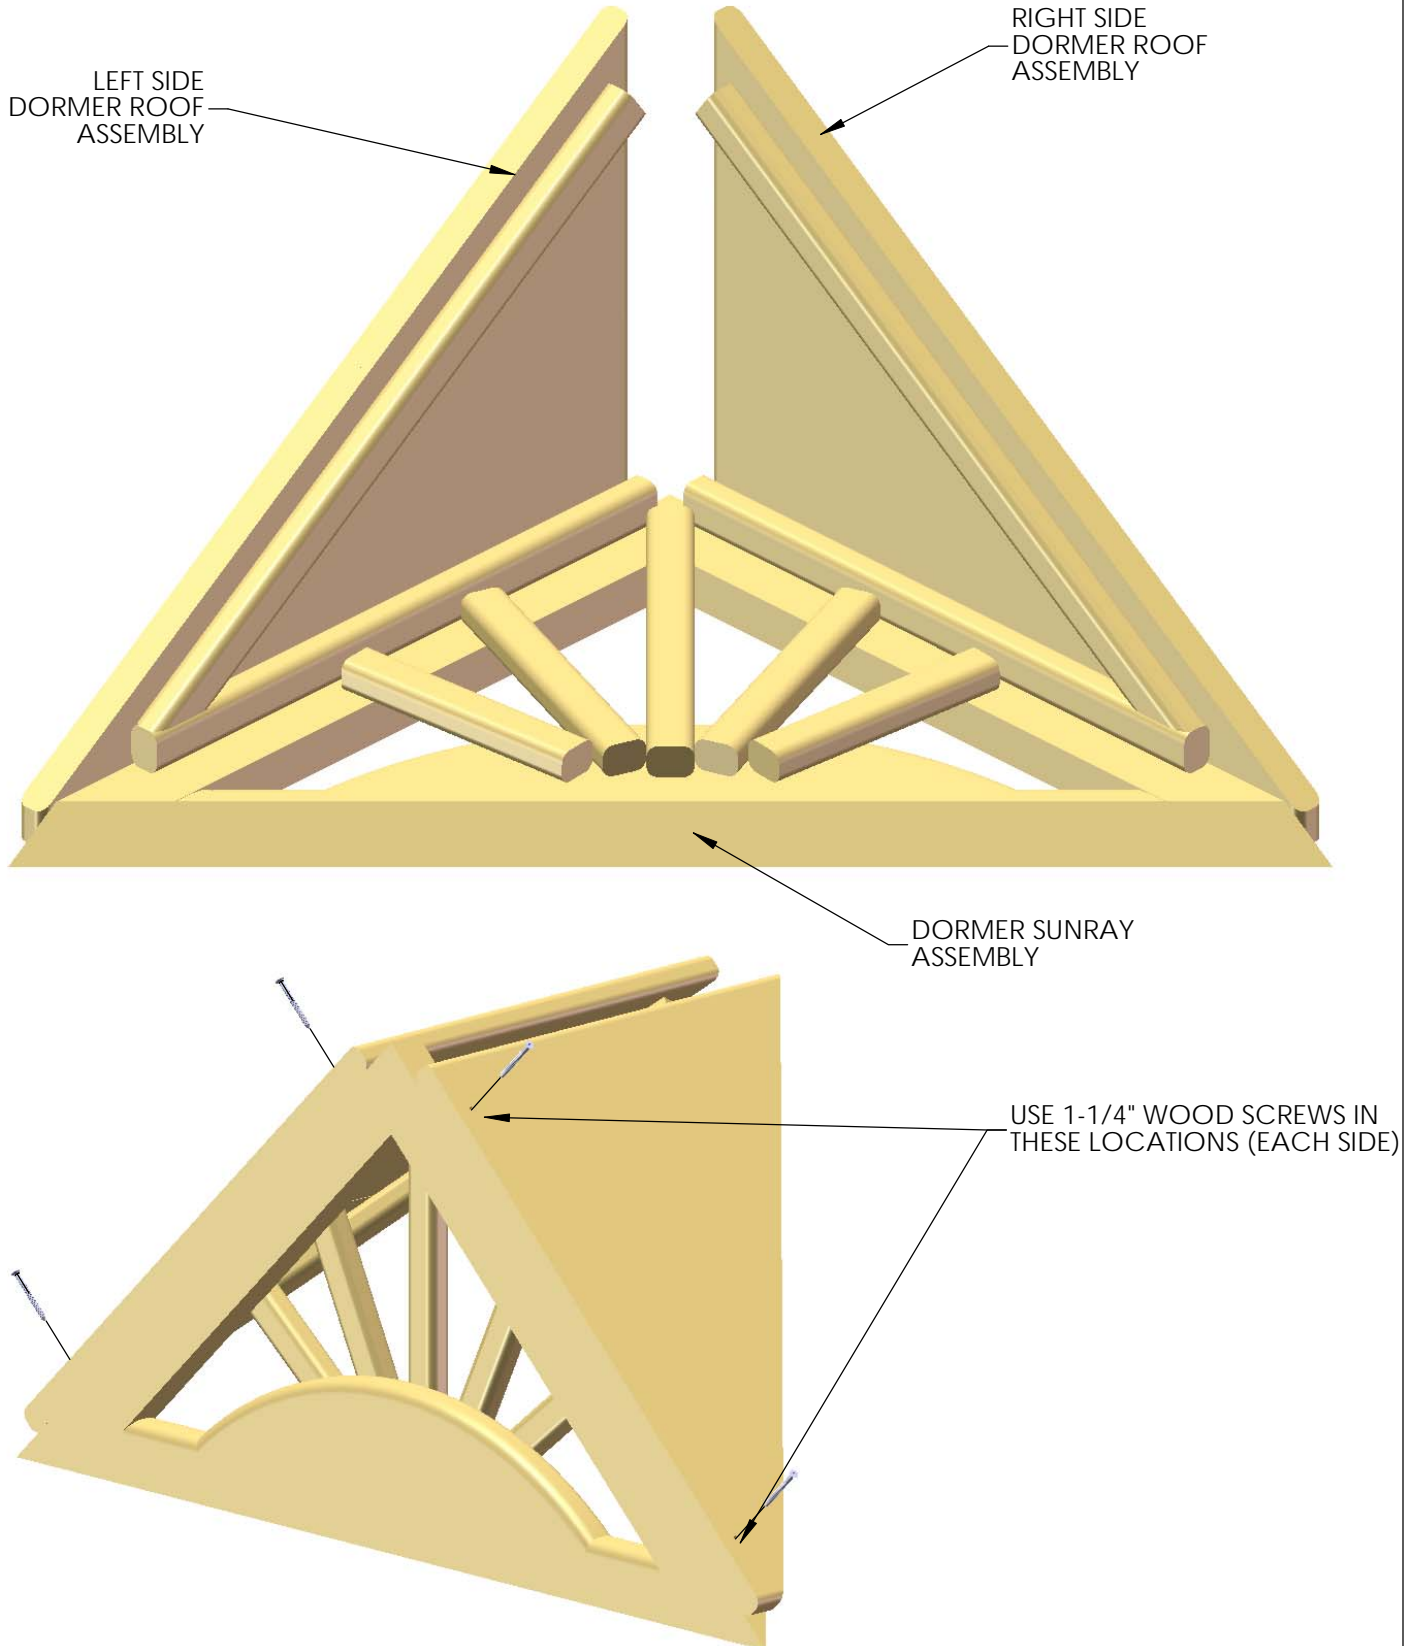 LEFT SIDE
DORMER ROOF
ASSEMBLY
RIGHT SIDE
DORMER ROOF
ASSEMBLY
DORMER SUNRAY
ASSEMBLY
USE 1-1/4" WOOD SCREWS IN
THESE LOCATIONS (EACH SIDE)